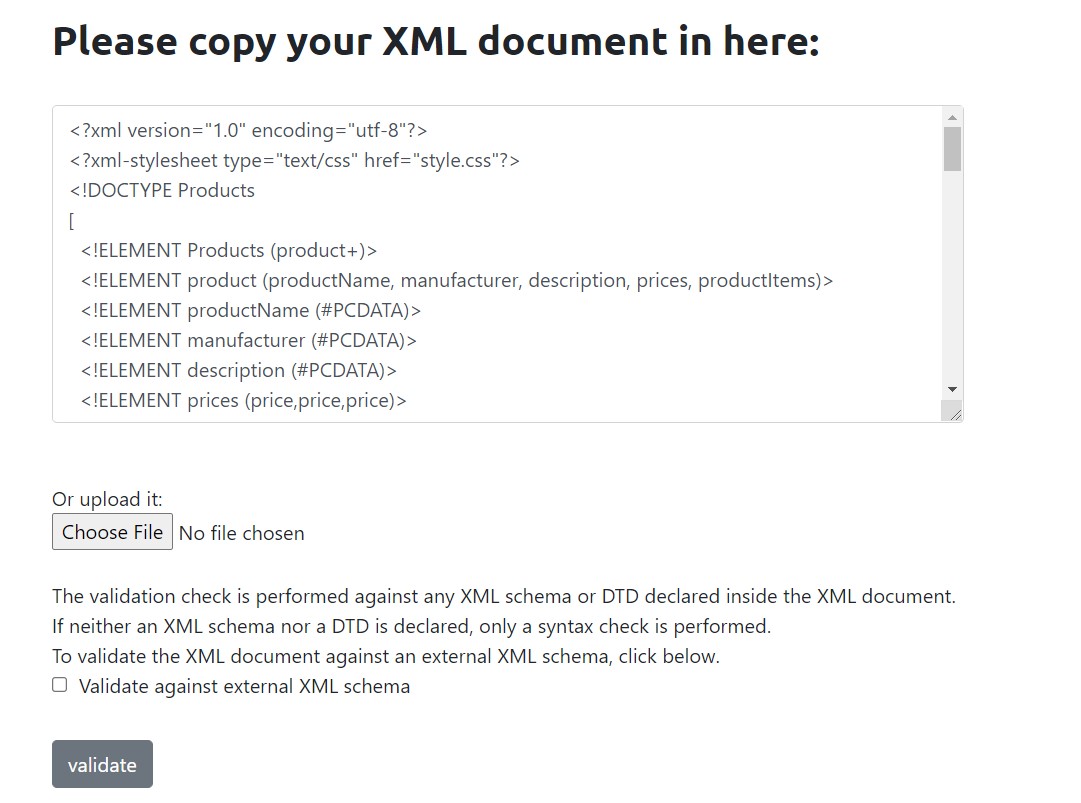 Please copy your XML document in here:
<?xml version="1.0" encoding="utf-8"?>
<?xml-stylesheet type="text/css" href="style.css"?>
<!DOCTYPE Products
[
<!ELEMENT Products (product+)>
<!ELEMENT product (productName, manufacturer, description, prices, productItems)>
<!ELEMENT productName (#PCDATA)>
<!ELEMENT manufacturer (#PCDATA)>
<!ELEMENT description (#PCDATA)>
<!ELEMENT prices (price,price,price)>
Or upload it:
Choose File No file chosen
The validation check is performed against any XML schema or DTD declared inside the XML document.
If neither an XML schema nor a DTD is declared, only a syntax check is performed.
To validate the XML document against an external XML schema, click below.
Validate against external XML schema
validate